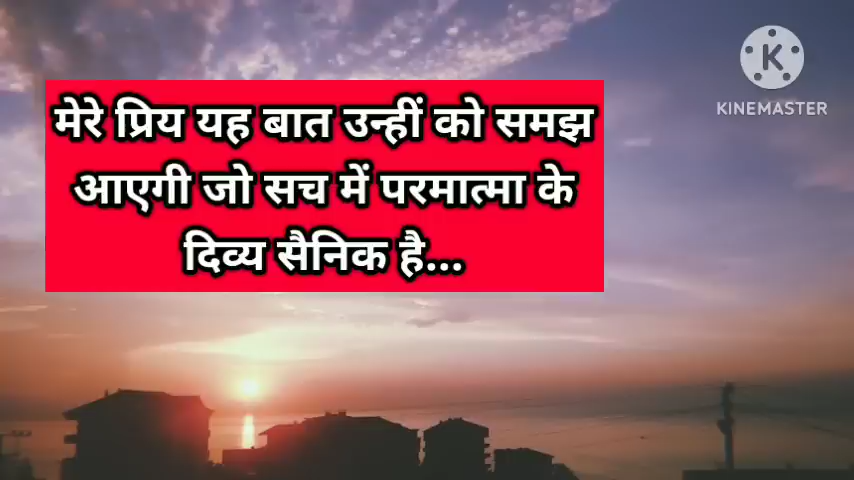 मेरे प्रिय यह बात उन्हीं को समझ
आएगी जो सच में परमात्मा के
दिव्य सैनिक है...
K
KINEMASTER